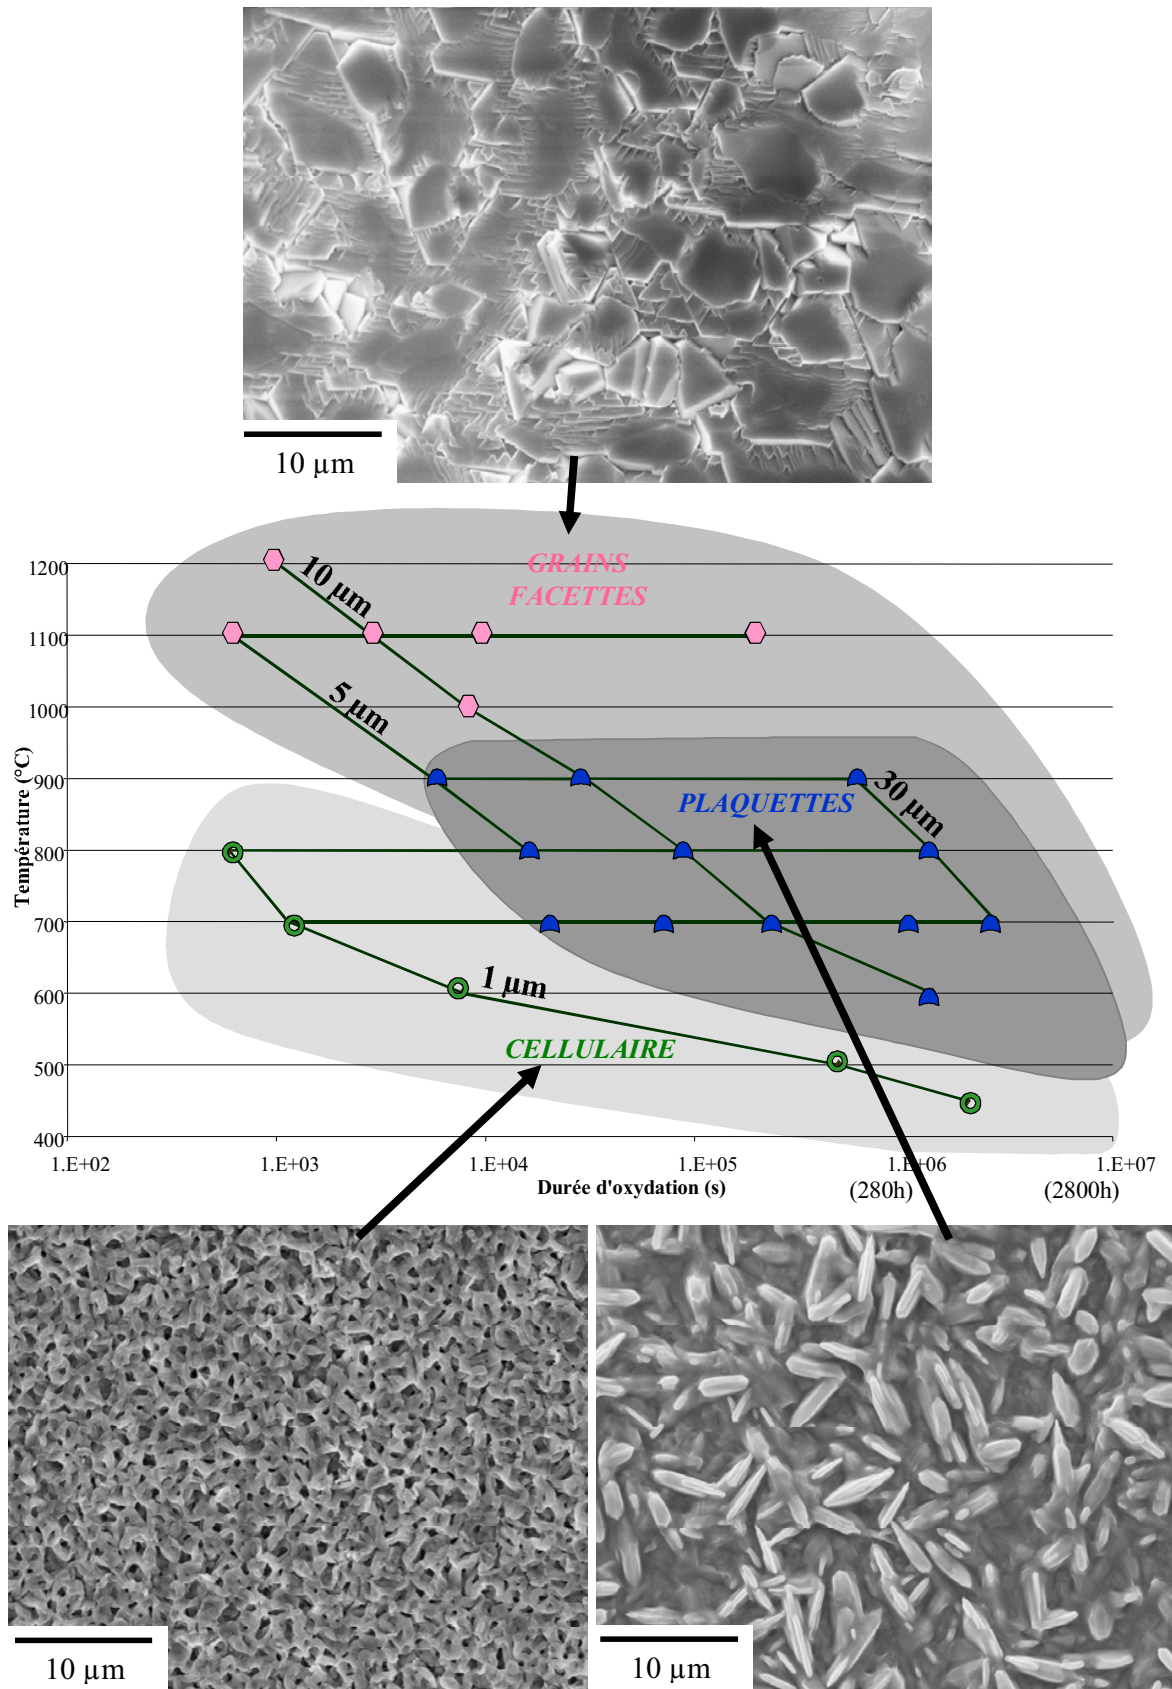 10 µm
GRAINS
FACETTES
1200
1100
1000
900
800
700
600
500
400
Température (°C)
10 µm
5 µm
30 µm
PLAQUETTES
1 µm
CELLULAIRE
1.E+02
1.E+03
1.E+04
1.E+05
1.E+06
1.E+07
Durée d'oxydation (s)
(280h)
(2800h)
10 µm
10 µm